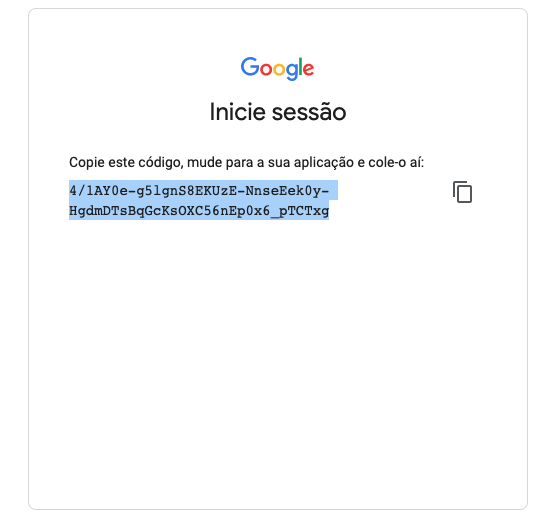 Google
Inicie sessão
Copie este código, mude para a sua aplicação e cole-o aí:
4/1AY0e-g5lgnS8EKUzE-NnseEek0y-
HgdmDTsBqGcKsOXC56nEp0x6_pTCTxg